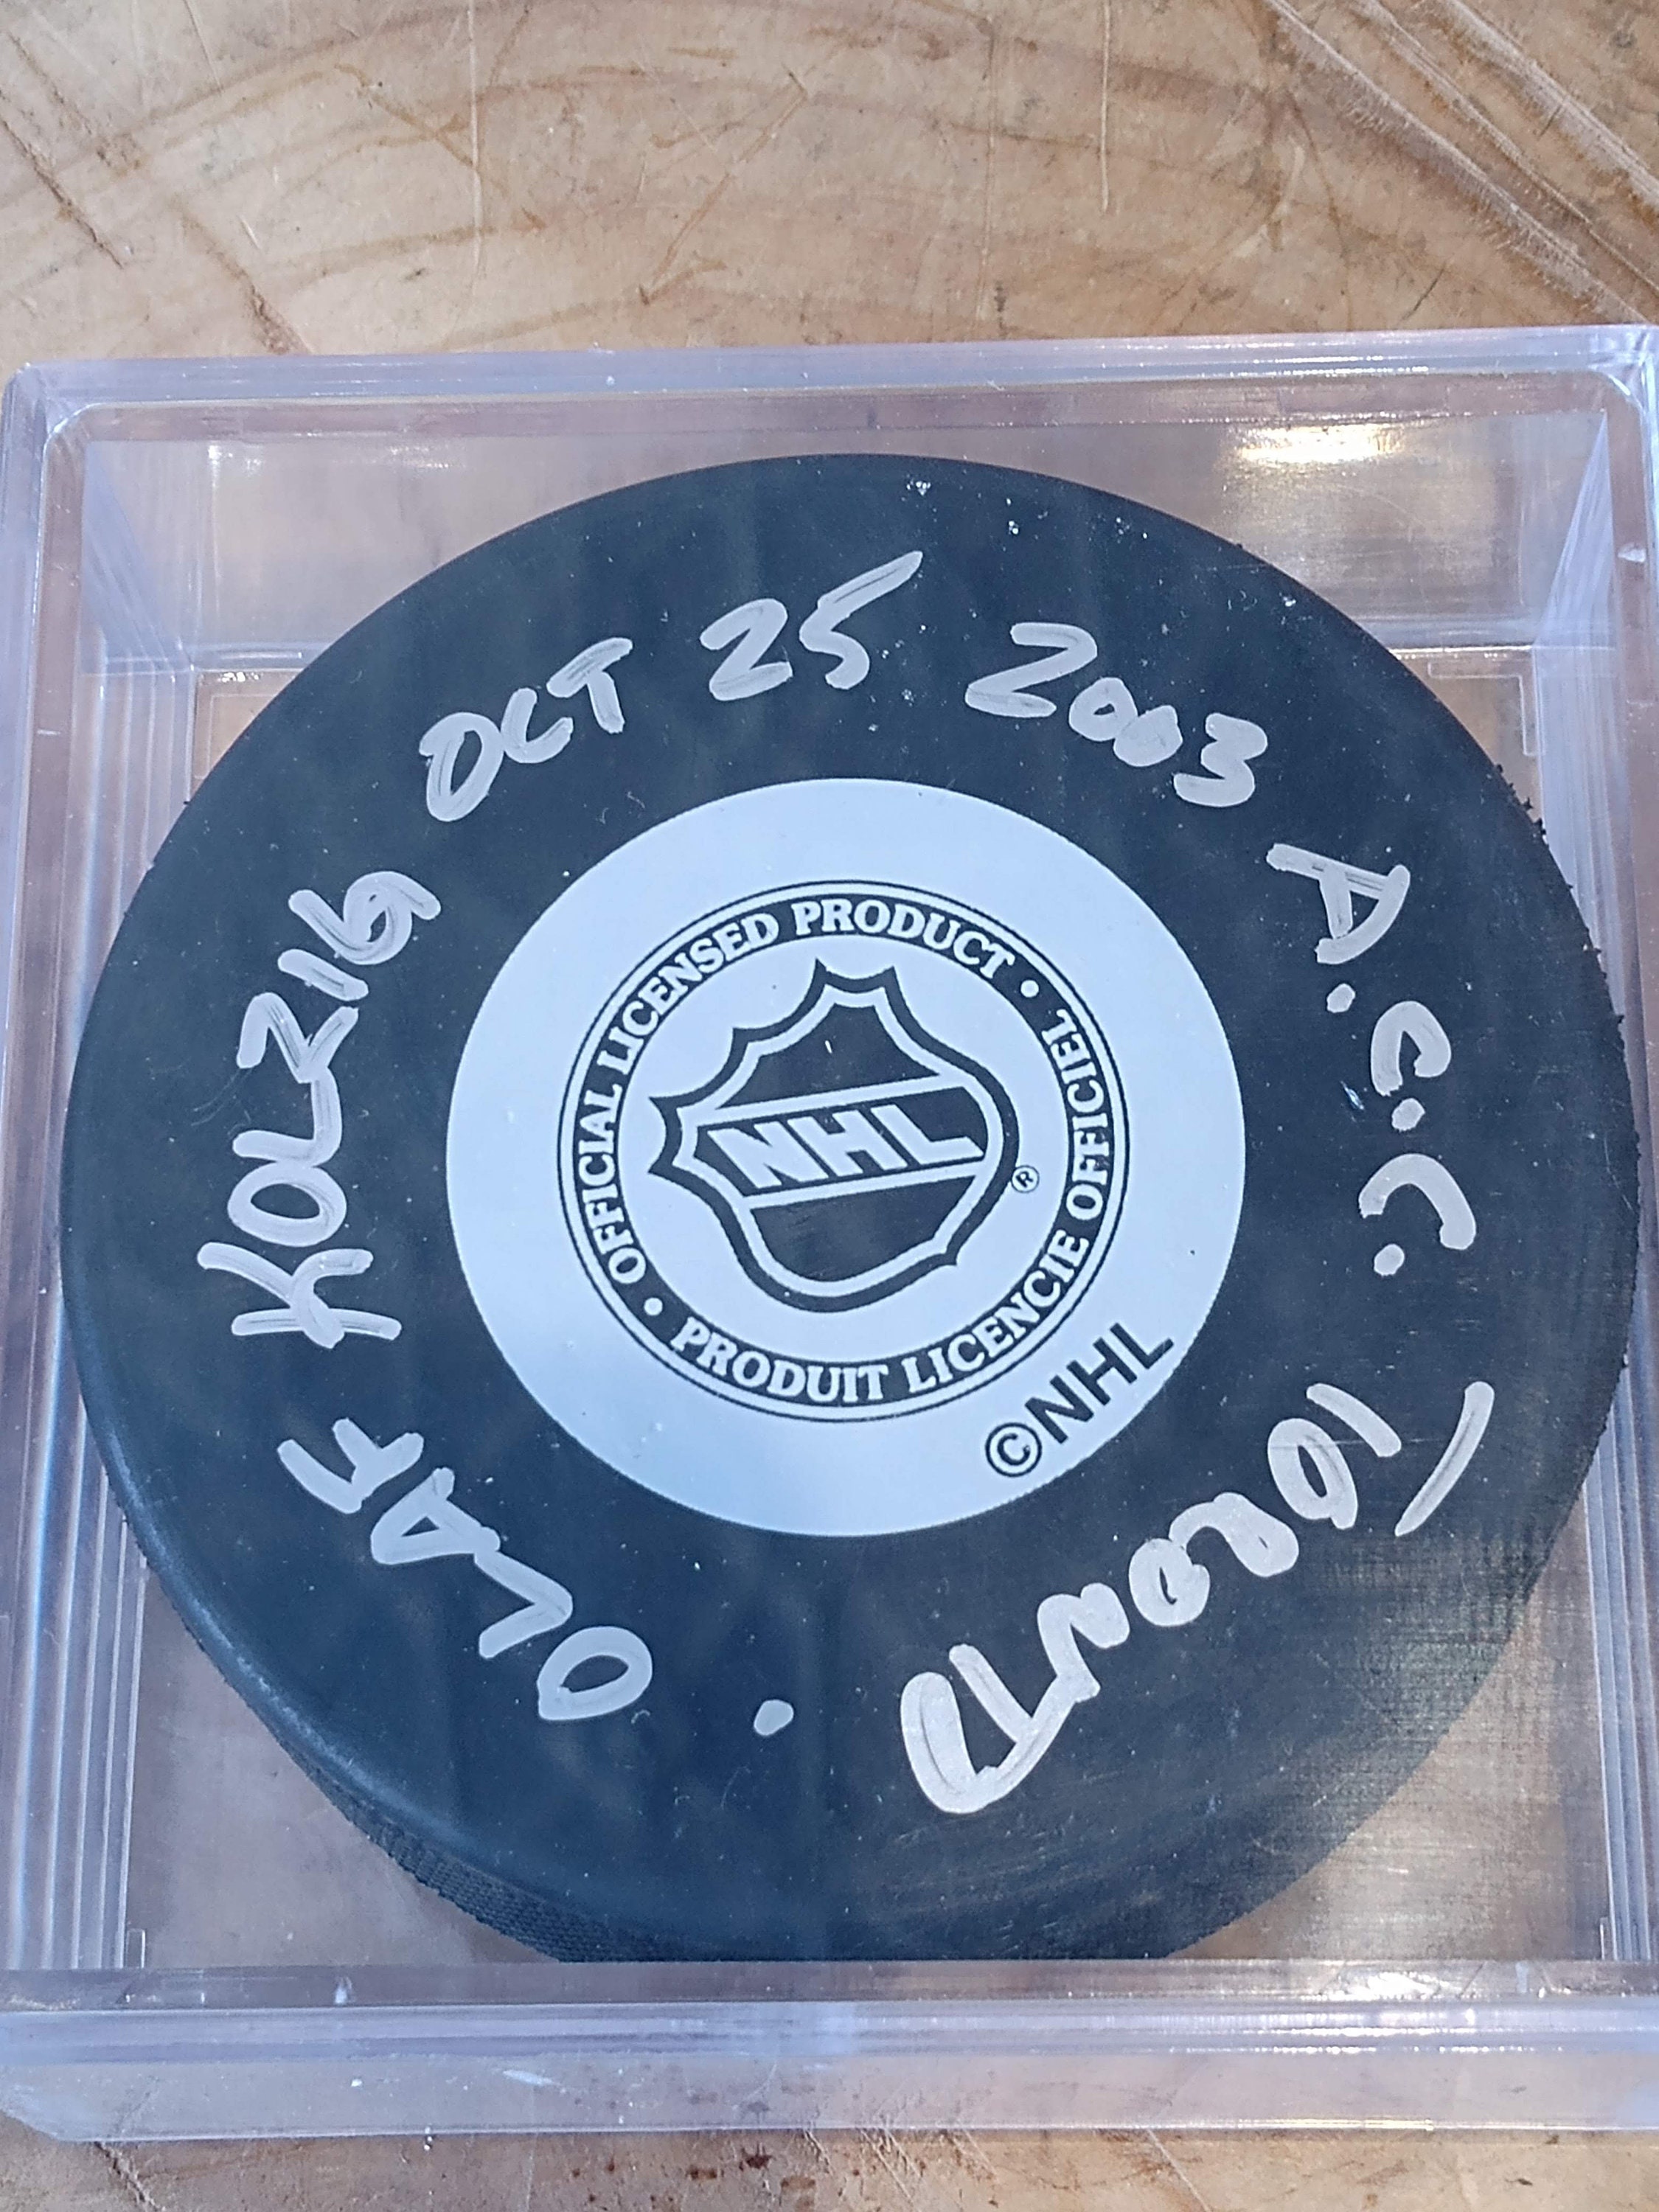 OLAF KOLZIG OCT 25 2003 A.C.C. TORONTO
OFFICIAL LICENSED PRODUCT • PRODUIT LICENCIE OFFICIEL •
NHL
®
©NHL